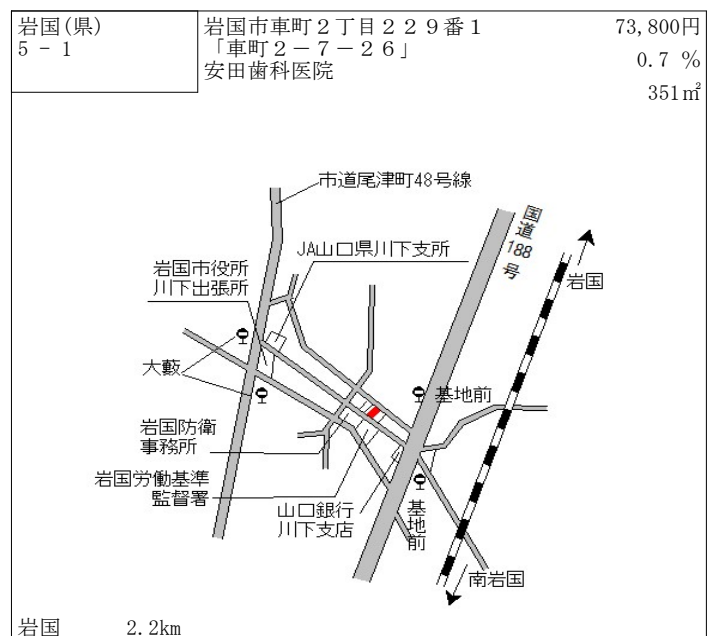 岩国(県)
5 - 1
岩国市車町２丁目２２９番１
「車町２－７－２６」
安田歯科医院
73,800円
0.7 %
351㎡
市道尾津町48号線
国道188号
JA山口県川下支所
岩国市役所
川下出張所
岩国
大藪
基地前
岩国防衛
事務所
岩国労働基準
監督署
山口銀行
川下支店
基地前
南岩国
岩国 2.2km